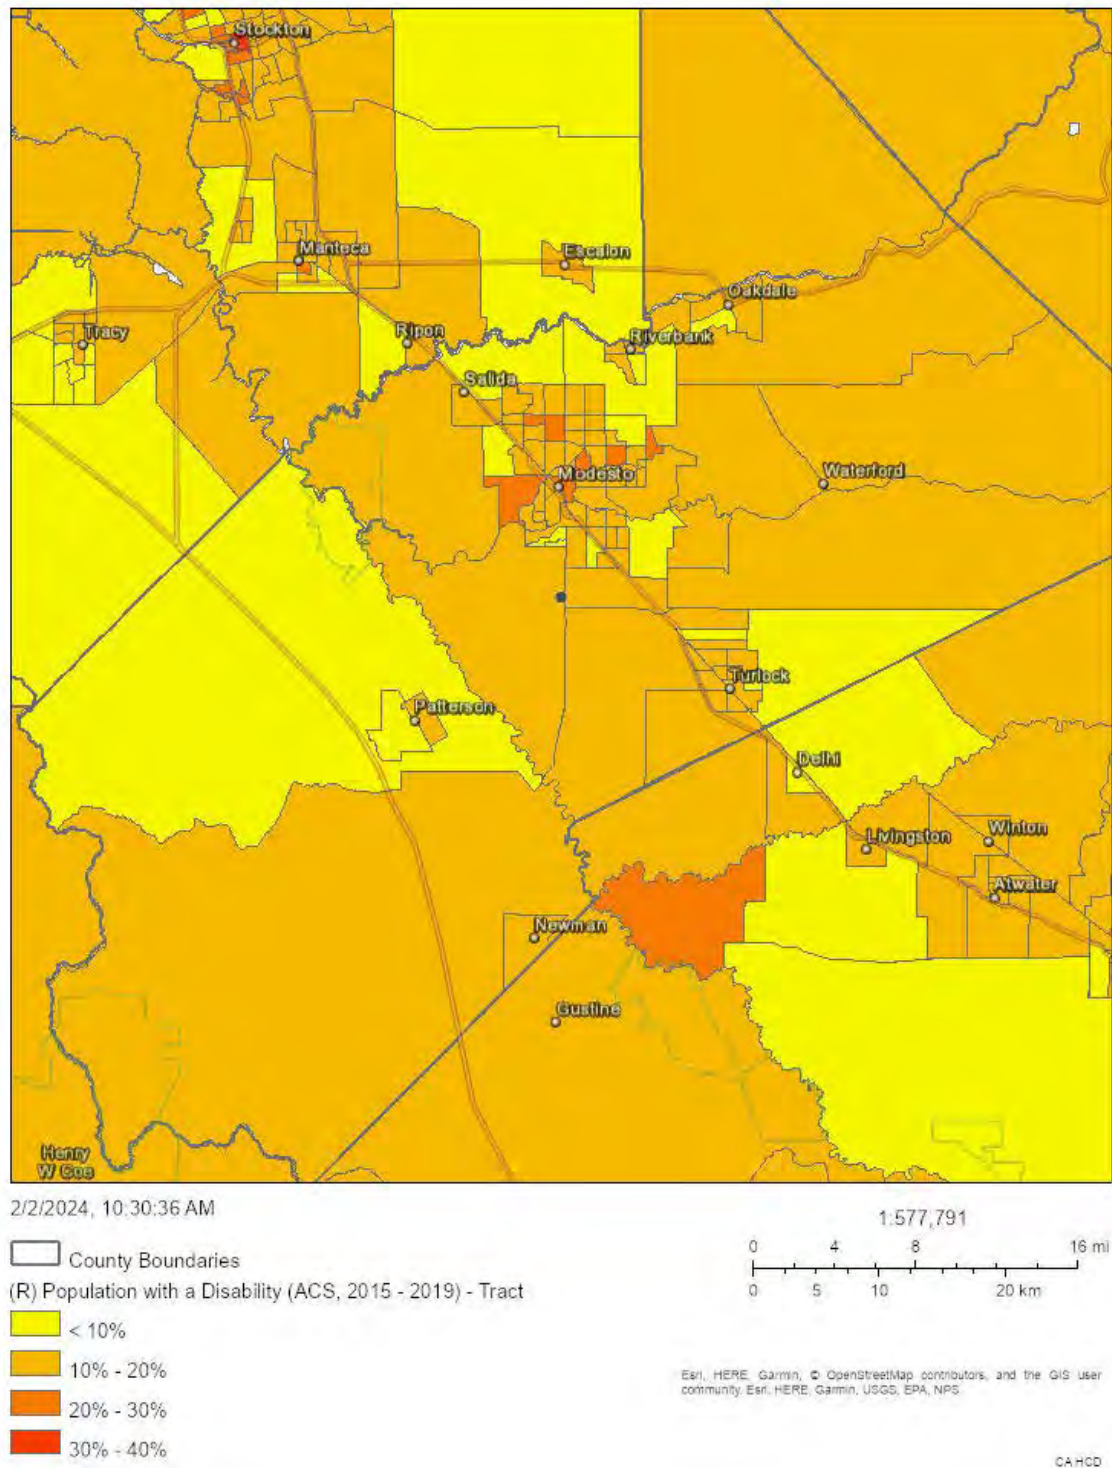 Stockton
Manteca
Escalon
Oakdale
Tracy
Ripon
Riverbank
Salida
Modesto
Waterford
Turlock
Patterson
Delhi
Livingston
Winton
Atwater
Newman
Gustine
Henry
W Coe
2/2/2024, 10:30:36 AM
1:577,791
County Boundaries
0 4 8 16 mi
0 5 10 20 km
(R) Population with a Disability (ACS, 2015 - 2019) - Tract
< 10%
10% - 20%
20% - 30%
30% - 40%
Esri, HERE, Garmin, © OpenStreetMap contributors, and the GIS user
community, Esri, HERE, Garmin, USGS, EPA, NPS
CA HCD